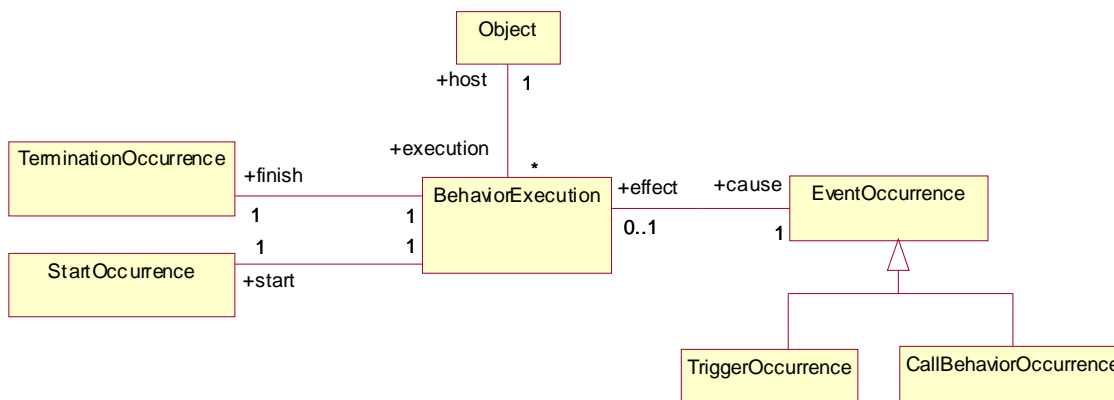 Object
+host
1
+execution
*
TerminationOccurrence
+finish
1
1
BehaviorExecution
+effect
0..1
+cause
1
EventOccurrence
StartOccurrence
1
+start
1
TriggerOccurrence
CallBehaviorOccurrence